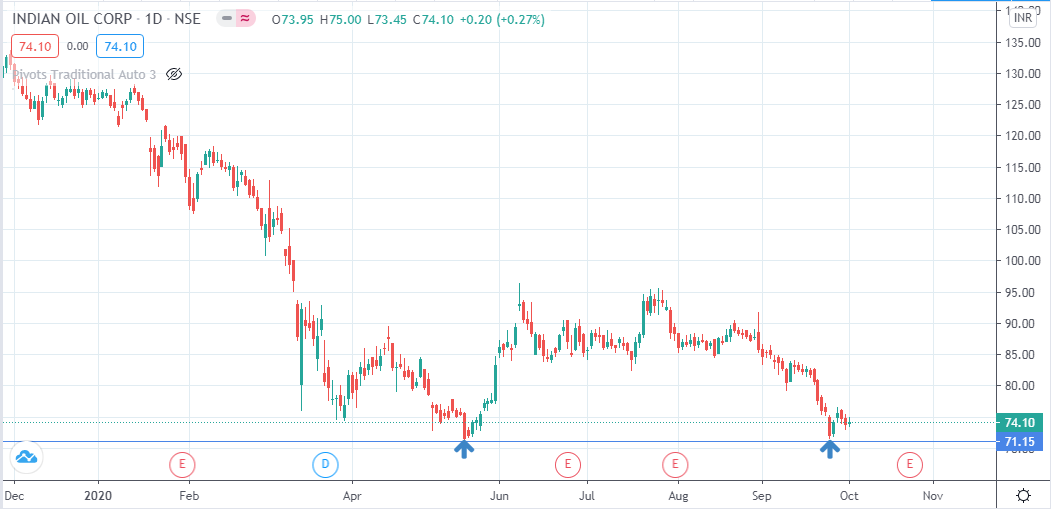 INDIAN OIL CORP · 1D · NSE O73.95 H75.00 L73.45 C74.10 +0.20 (+0.27%)
74.10 0.00 74.10
Pivots Traditional Auto 3
INR
135.00
130.00
125.00
120.00
115.00
110.00
105.00
100.00
95.00
90.00
85.00
80.00
74.10
71.15
E D E E E
Dec 2020 Feb Apr Jun Jul Aug Sep Oct Nov